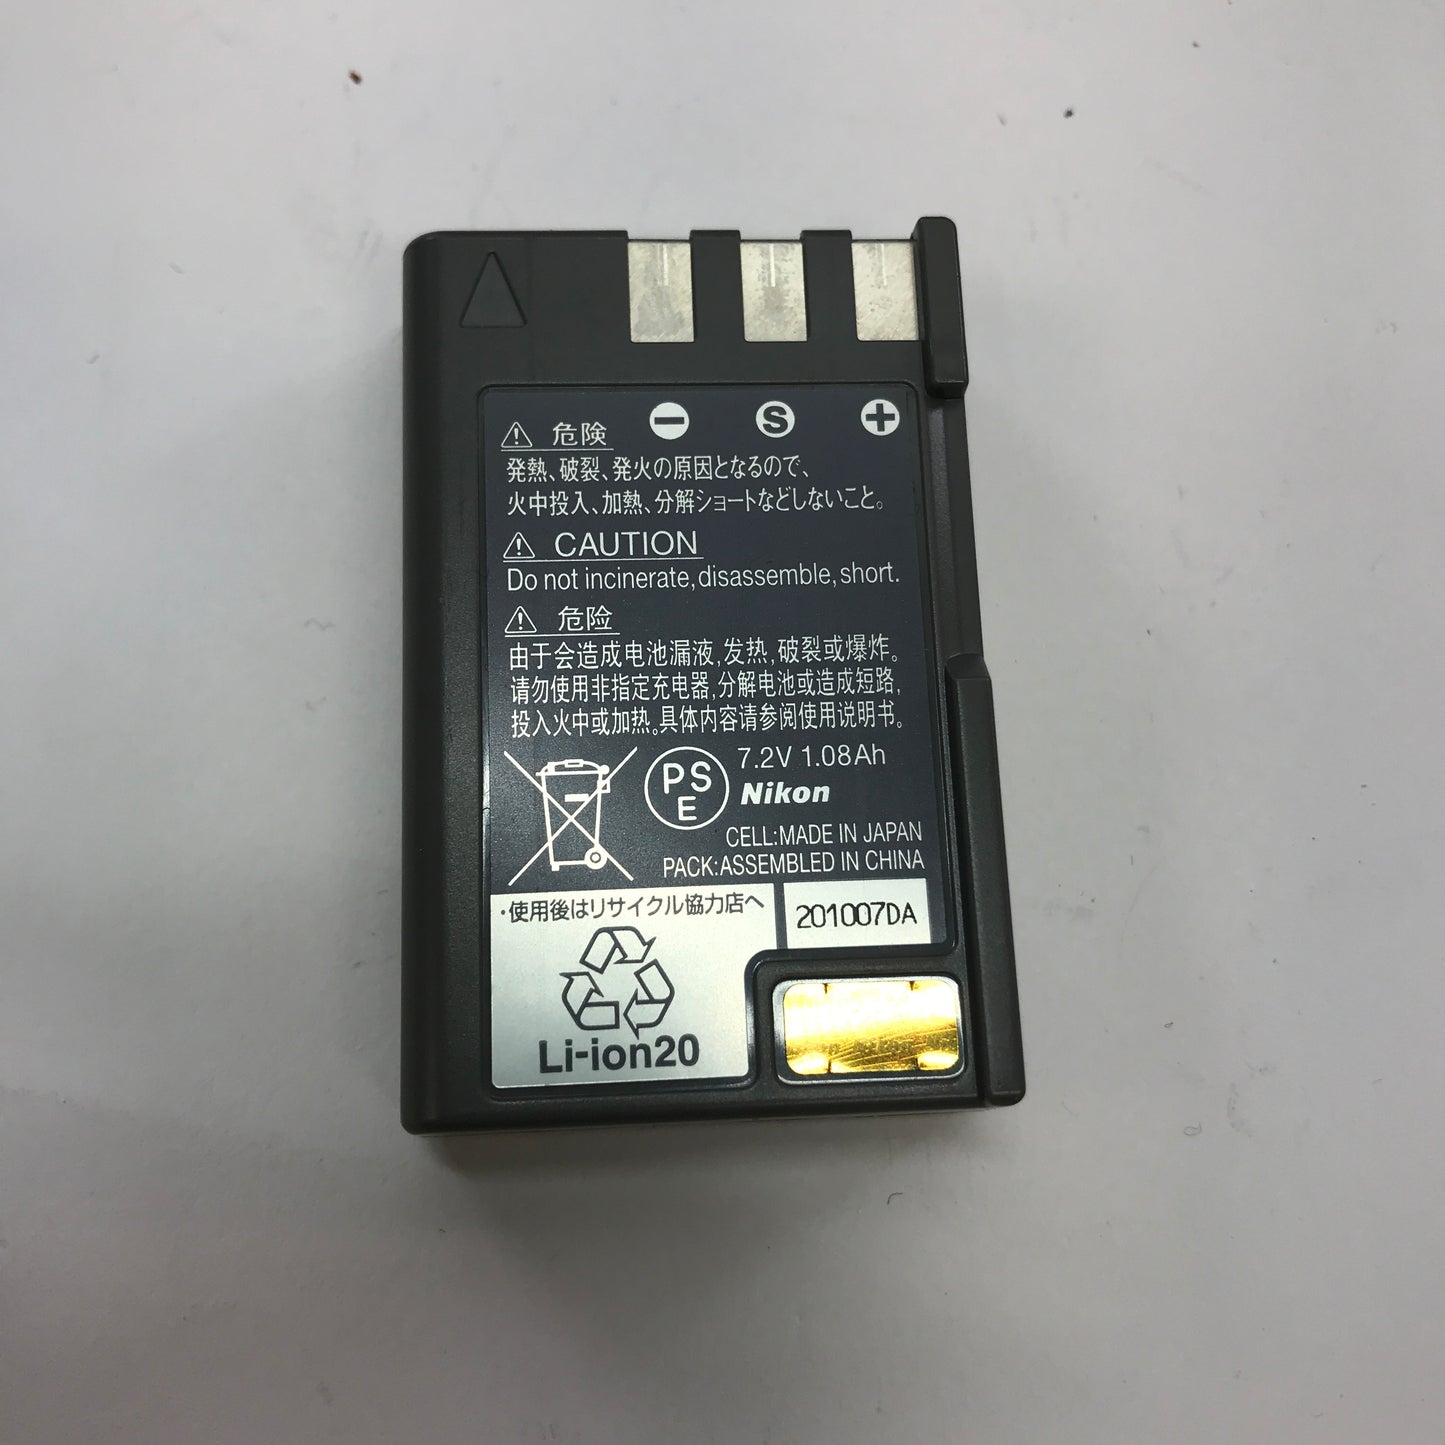 − S +
⚠ 危険
発熱、破裂、発火の原因となるので、
火中投入、加熱、分解ショートなどしないこと。
⚠ CAUTION
Do not incinerate, disassemble, short.
⚠ 危险
由于会造成电池漏液,发热,破裂或爆炸。
请勿使用非指定充电器,分解电池或造成短路,
投入火中或加热。具体内容请参阅使用说明书。
PS
E
7.2V 1.08Ah
Nikon
CELL:MADE IN JAPAN
PACK:ASSEMBLED IN CHINA
・使用後はリサイクル協力店へ
201007DA
Li-ion20